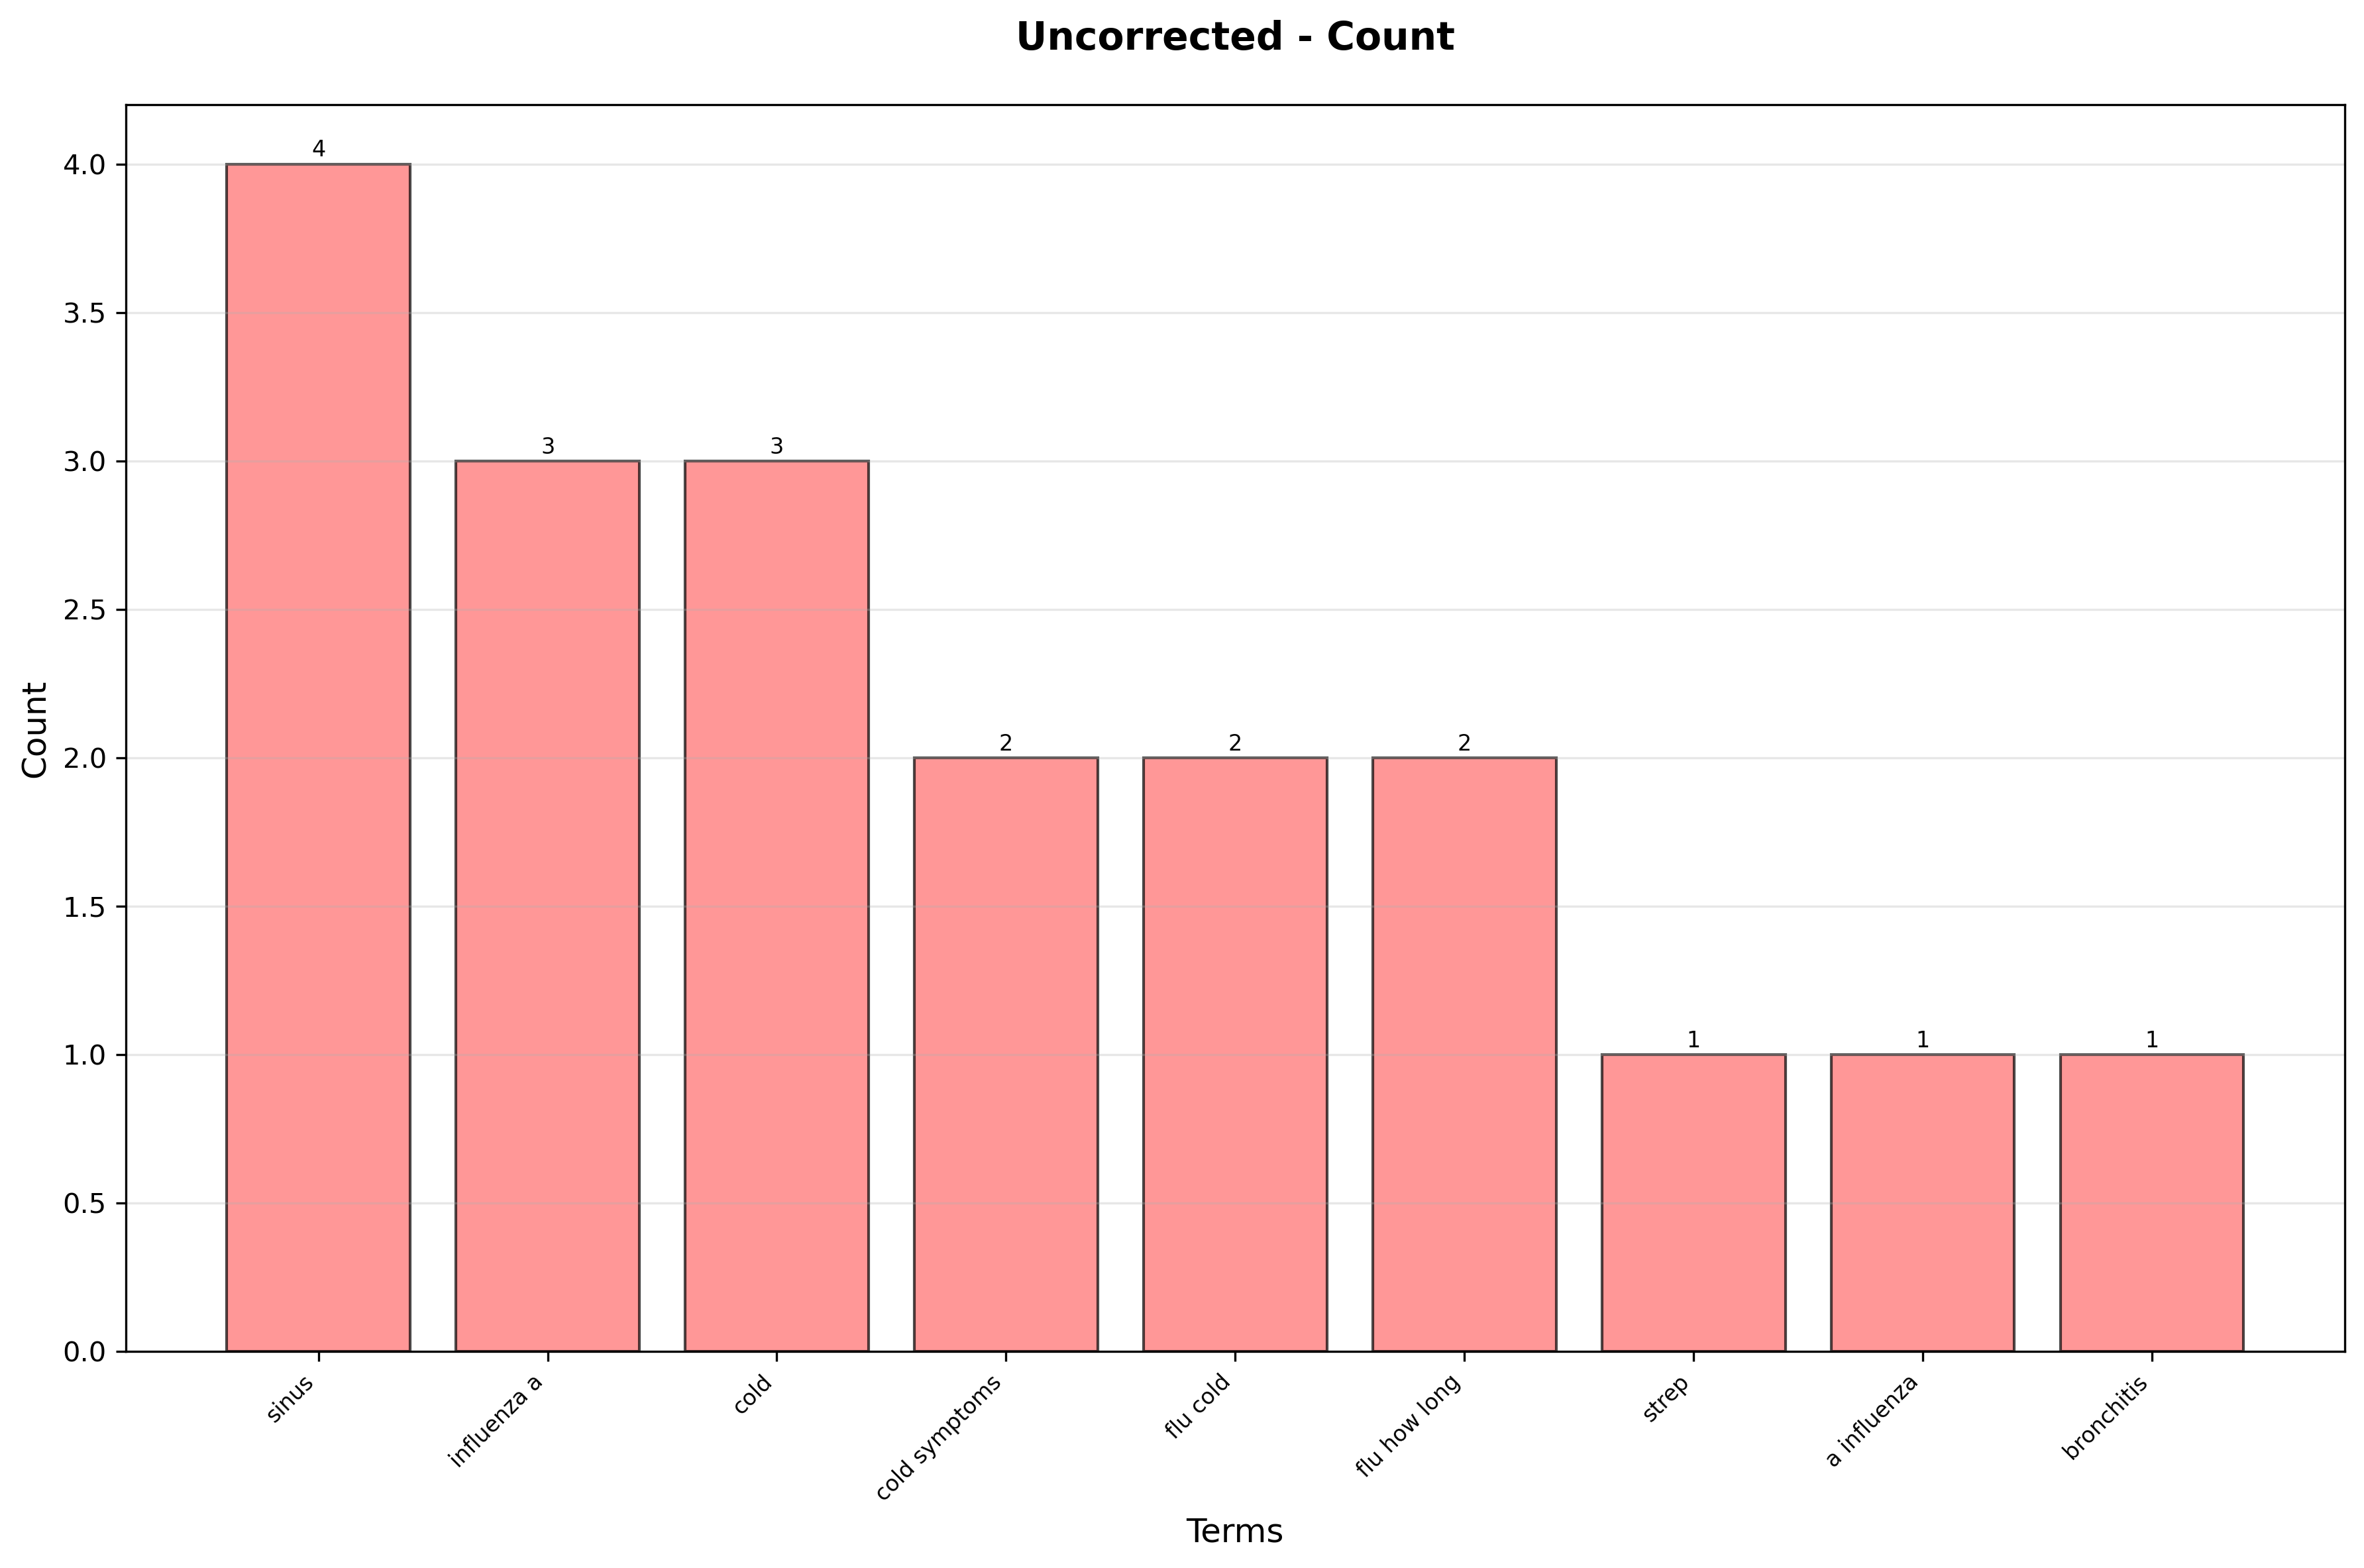 Uncorrected - Count
4
4.0
3.5
3 3
3.0
2.5
2 2 2
2.0
1.5
1 1 1
1.0
0.5
0.0
Count
sinus
influenza a
cold
cold symptoms
flu cold
flu how long
strep
a influenza
bronchitis
Terms